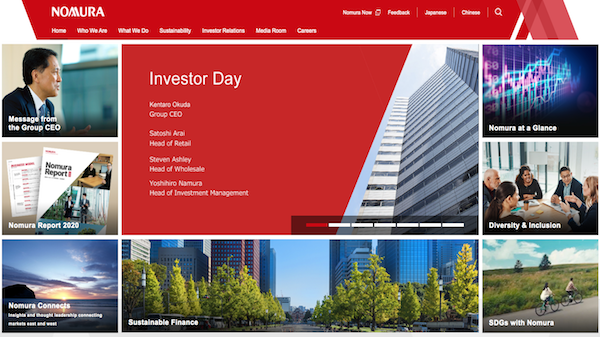 NOMURA
Nomura Now
Feedback
Japanese
Chinese
Home
Who We Are
What We Do
Sustainability
Investor Relations
Media Room
Careers
Message from
the Group CEO
Investor Day
Kentaro Okuda
Group CEO
Satoshi Arai
Head of Retail
Steven Ashley
Head of Wholesale
Yoshihiro Namura
Head of Investment Management
Nomura at a Glance
Nomura
Report
Nomura Report 2020
Diversity & Inclusion
Nomura Connects
Insights and thought leadership connecting
markets east and west
Sustainable Finance
SDGs with Nomura